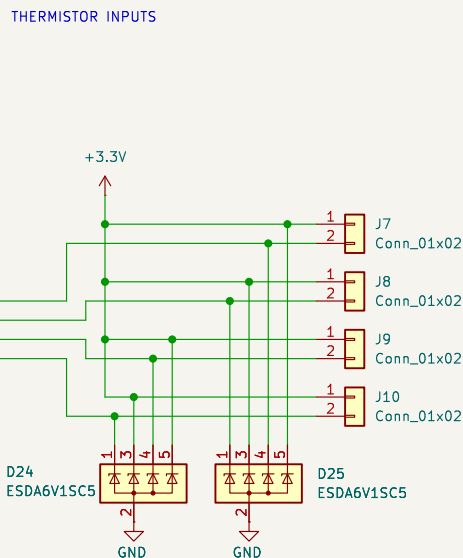 THERMISTOR INPUTS
+3.3V
1
2
J7
Conn_01x02
1
2
J8
Conn_01x02
1
2
J9
Conn_01x02
1
2
J10
Conn_01x02
D24
ESDA6V1SC5
1
3
4
5
2
GND
1
3
4
5
2
GND
D25
ESDA6V1SC5